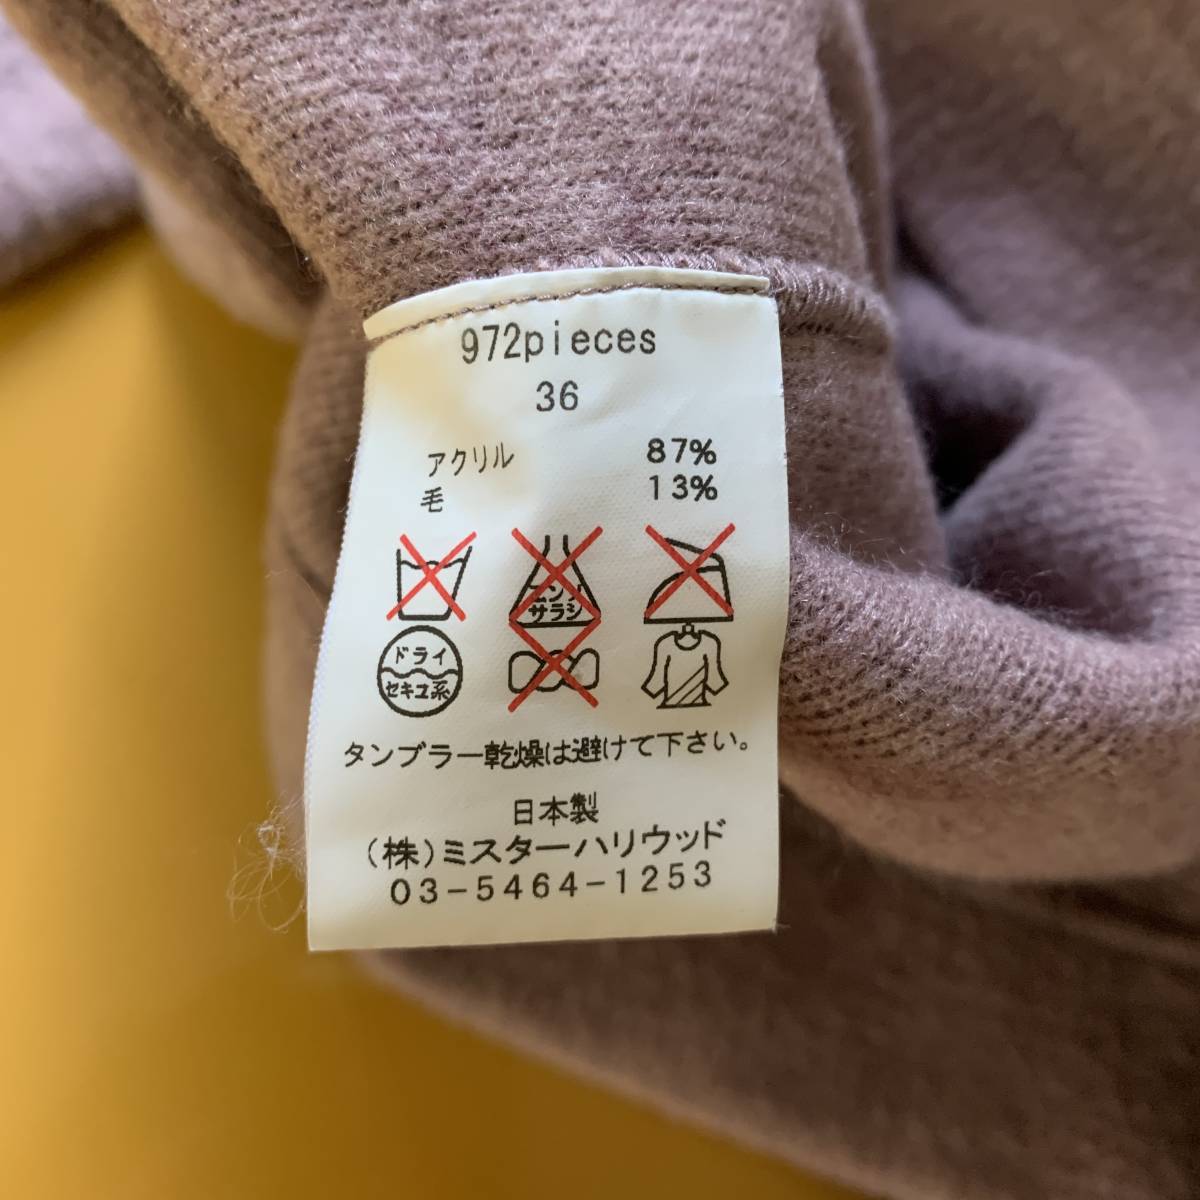 972pieces
36
アクリル 87%
毛 13%
エンソ
サラシ
ドライ
セキユ系
タンブラー乾燥は避けて下さい。
日本製
(株)ミスターハリウッド
03-5464-1253